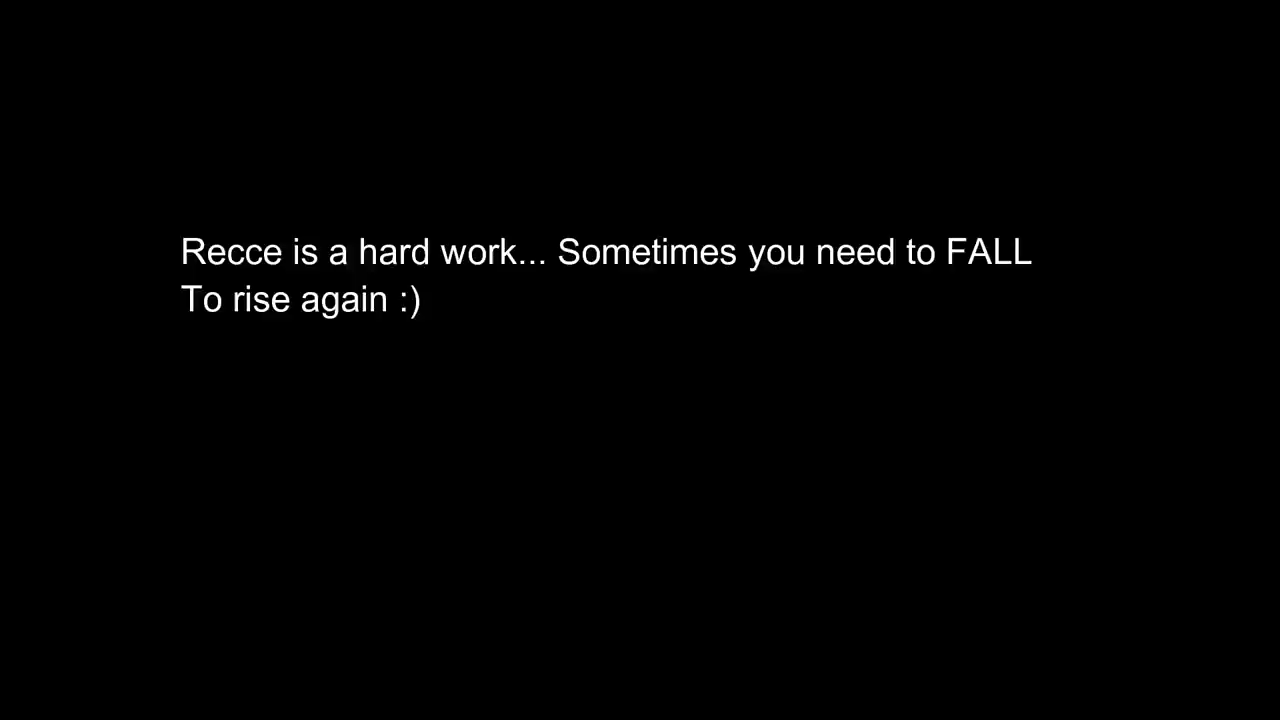 Recce is a hard work... Sometimes you need to FALL
To rise again :)